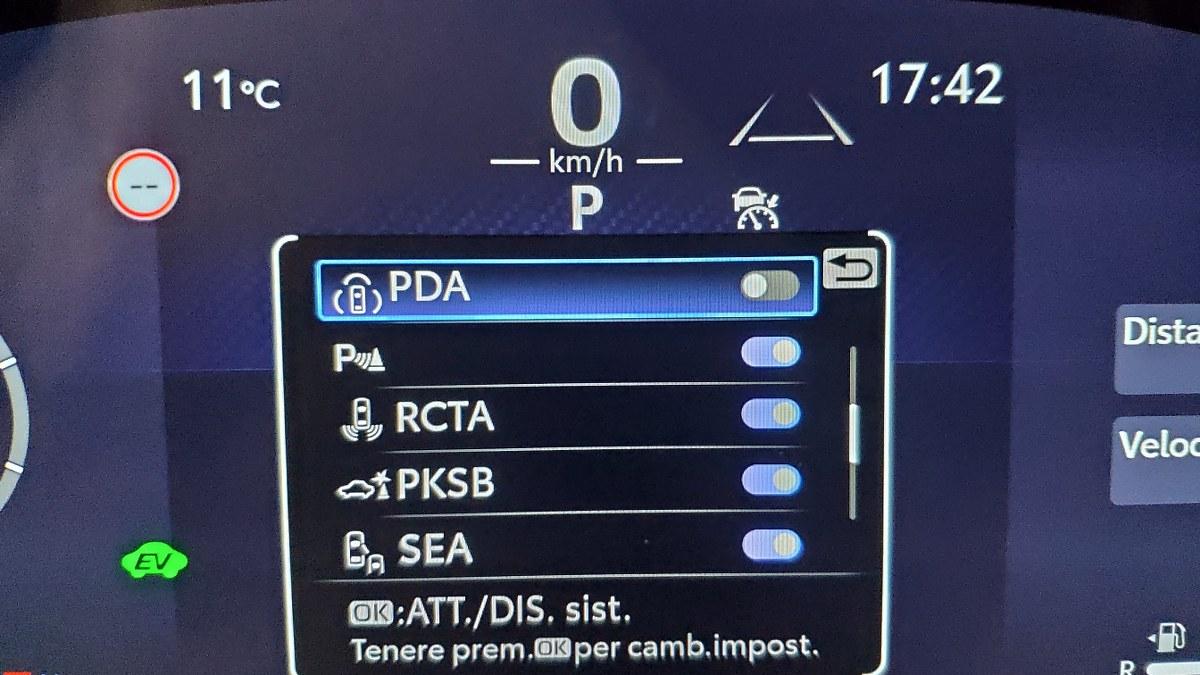 11°C
0
km/h
17:42
--
P
PDA
P
RCTA
PKSB
SEA
EV
OK:ATT./DIS. sist.
Tenere prem.OKper camb.impost.
Dista
Veloc
R